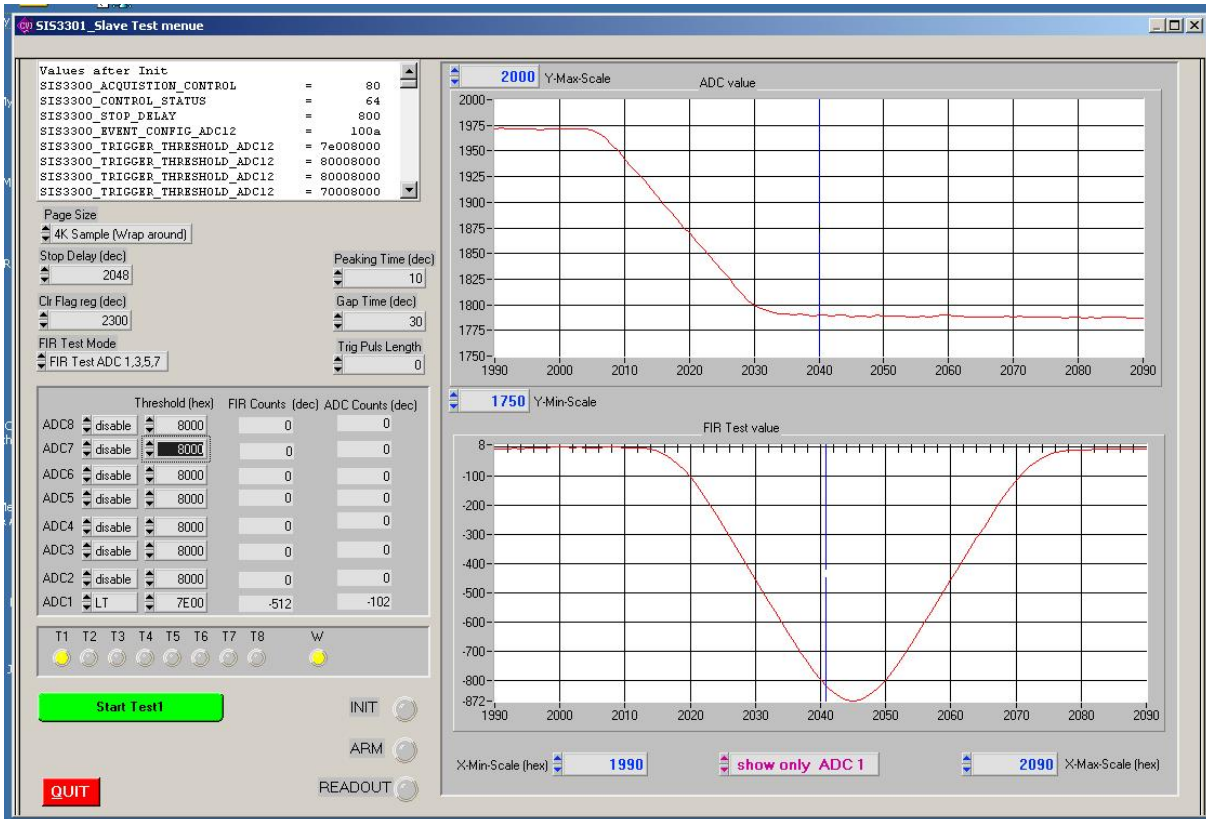 SIS3301_Slave Test menue
Values after Init
SIS3300_ACQUISTION_CONTROL = 80
SIS3300_CONTROL_STATUS = 64
SIS3300_STOP_DELAY = 800
SIS3300_EVENT_CONFIG_ADC12 = 100a
SIS3300_TRIGGER_THRESHOLD_ADC12 = 7e008000
SIS3300_TRIGGER_THRESHOLD_ADC12 = 80008000
SIS3300_TRIGGER_THRESHOLD_ADC12 = 80008000
SIS3300_TRIGGER_THRESHOLD_ADC12 = 70008000
Page Size
4K Sample (Wrap around)
Stop Delay (dec)
2048
Peaking Time (dec)
10
Clr Flag reg (dec)
2300
Gap Time (dec)
30
FIR Test Mode
FIR Test ADC 1,3,5,7
Trig Puls Length
0
Threshold (hex) FIR Counts (dec) ADC Counts (dec)
ADC8 disable 8000 0 0
ADC7 disable 8000 0 0
ADC6 disable 8000 0 0
ADC5 disable 8000 0 0
ADC4 disable 8000 0 0
ADC3 disable 8000 0 0
ADC2 disable 8000 0 0
ADC1 LT 7E00 -512 -102
T1 T2 T3 T4 T5 T6 T7 T8 W
Start Test1
INIT
ARM
READOUT
QUIT
2000 Y-Max-Scale
ADC value
2000
1975
1950
1925
1900
1875
1850
1825
1800
1775
1750
1990 2000 2010 2020 2030 2040 2050 2060 2070 2080 2090
1750 Y-Min-Scale
FIR Test value
8
-100
-200
-300
-400
-500
-600
-700
-800
-872
1990 2000 2010 2020 2030 2040 2050 2060 2070 2080 2090
X-Min-Scale (hex) 1990
show only ADC 1
2090 X-Max-Scale (hex)